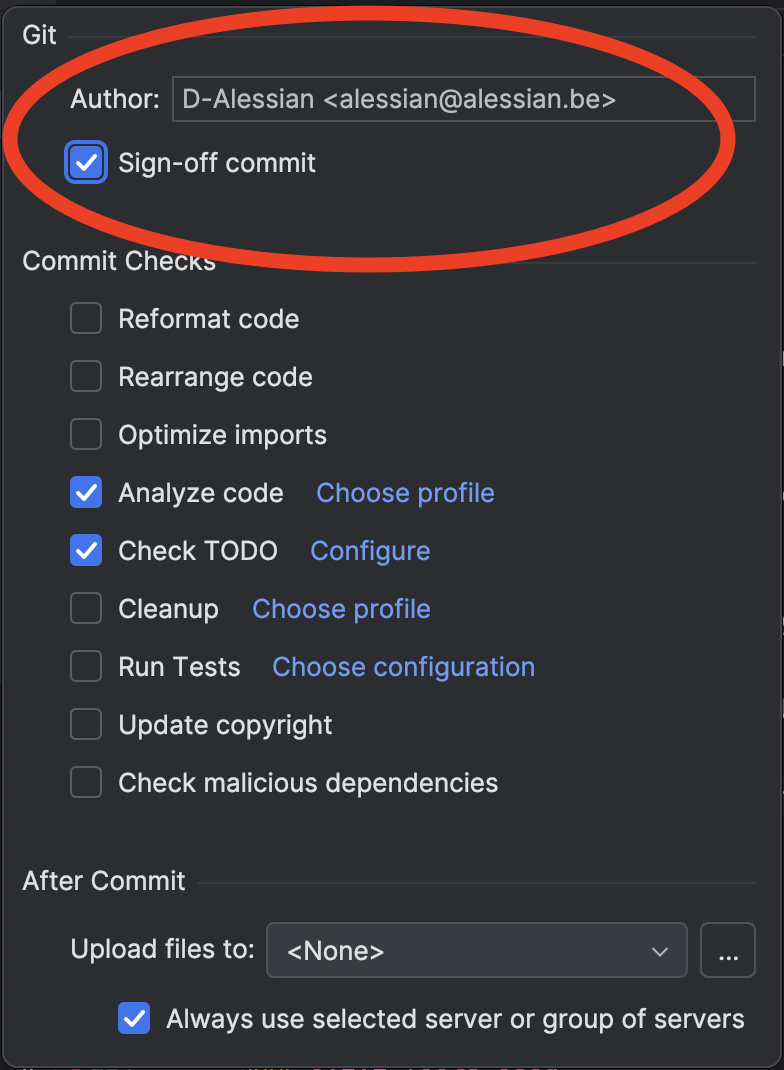 Git
Author: D-Alessian <alessian@alessian.be>
Sign-off commit
Commit Checks
Reformat code
Rearrange code
Optimize imports
Analyze code Choose profile
Check TODO Configure
Cleanup Choose profile
Run Tests Choose configuration
Update copyright
Check malicious dependencies
After Commit
Upload files to: <None> ...
Always use selected server or group of servers